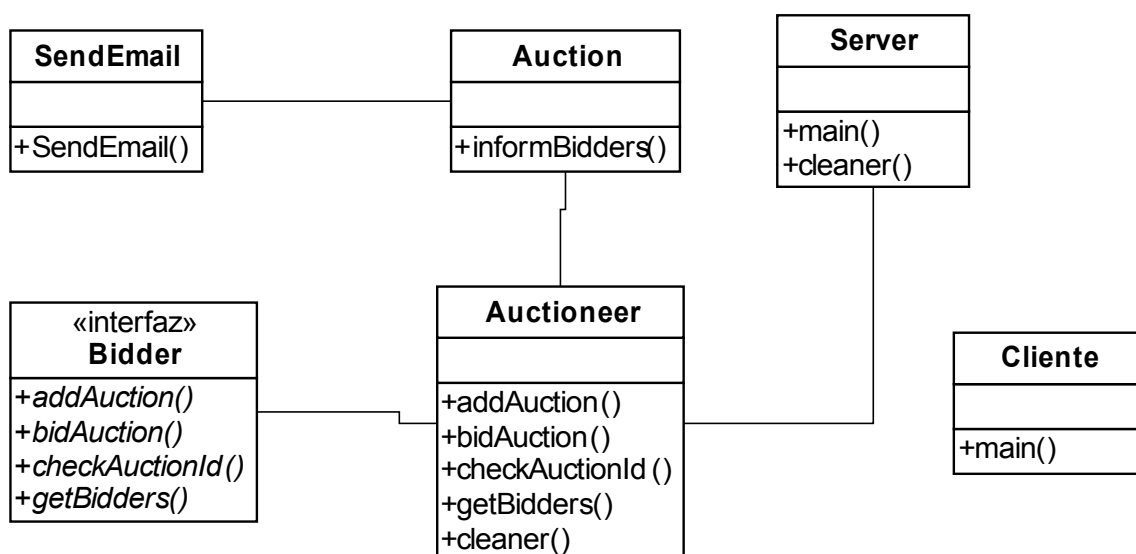 SendEmail
+SendEmail()
Auction
+informBidders()
Server
+main()
+cleaner()
«interfaz»
Bidder
+addAuction()
+bidAuction()
+checkAuctionId()
+getBidders()
Auctioneer
+addAuction()
+bidAuction()
+checkAuctionId()
+getBidders()
+cleaner()
Cliente
+main()